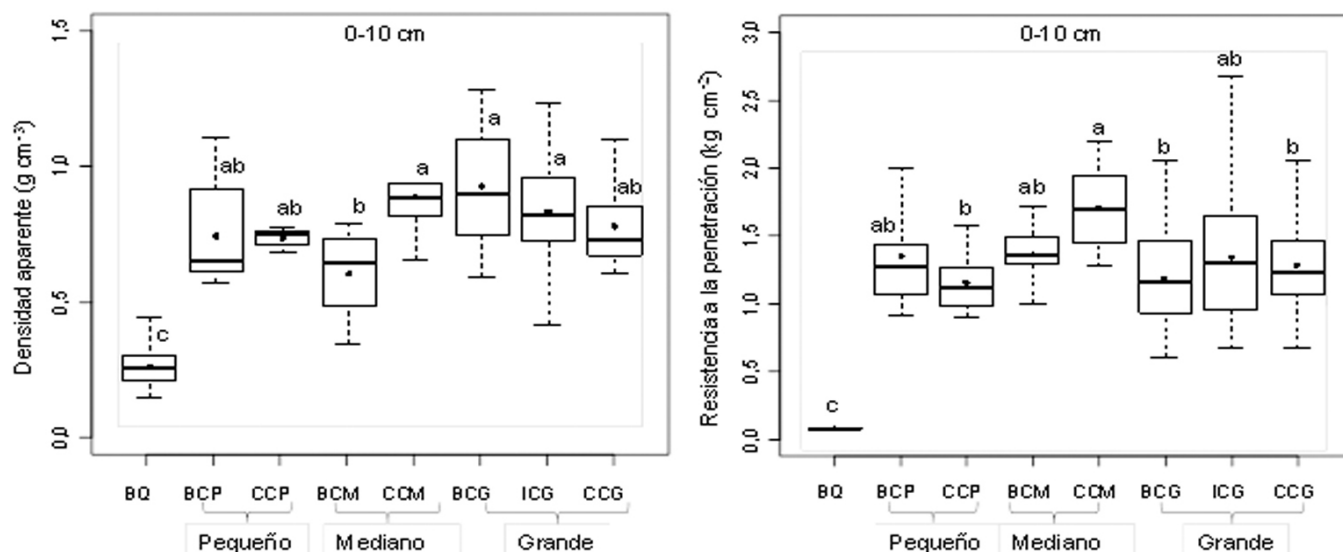 0-10 cm
Densidad aparente (g cm⁻³)
1,5
1,0
0,5
0,0
c
ab
ab
b
a
a
a
ab
BQ BCP CCP BCM CCM BCG ICG CCG
Pequeño Mediano Grande
0-10 cm
Resistencia a la penetración (kg cm⁻²)
3,0
2,5
2,0
1,5
1,0
0,5
0,0
c
ab
b
ab
a
b
ab
b
BQ BCP CCP BCM CCM BCG ICG CCG
Pequeño Mediano Grande